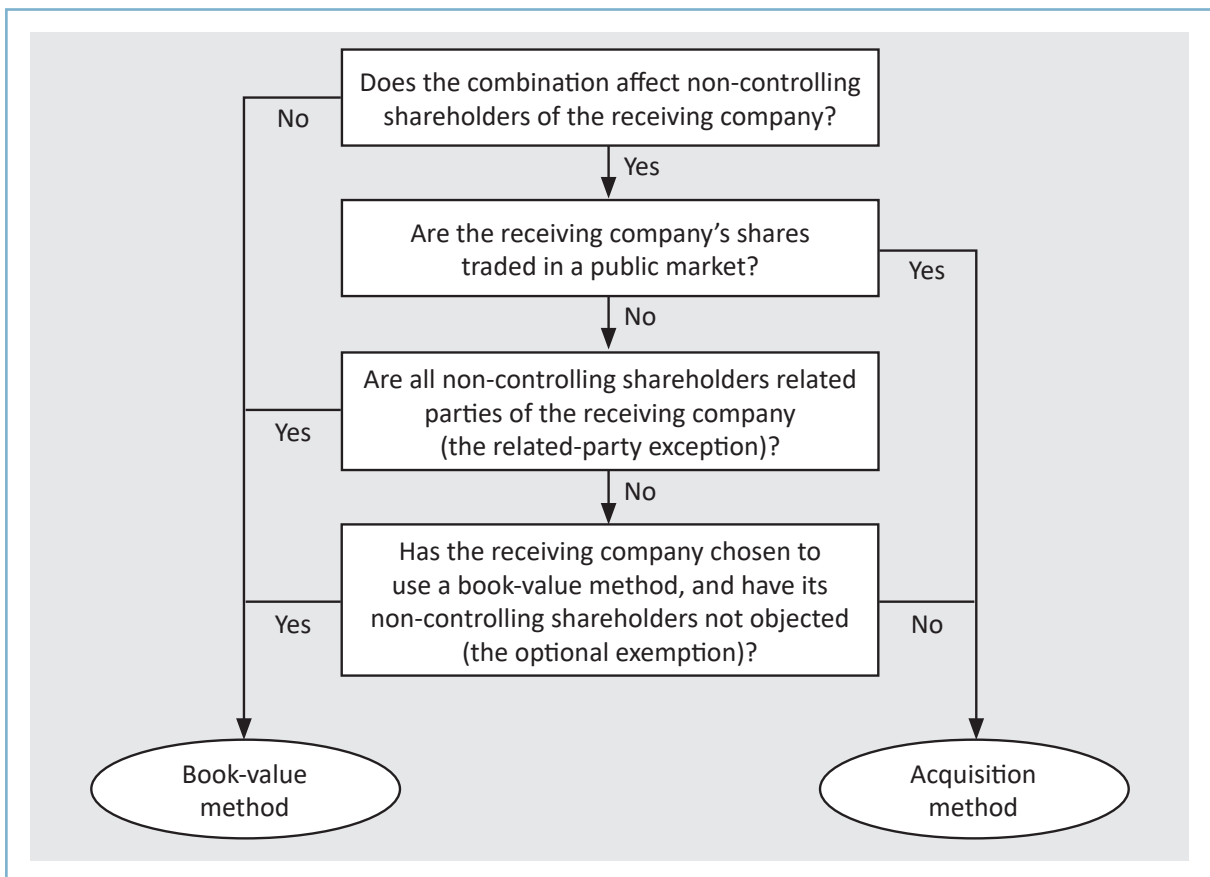 Does the combination affect non-controlling
shareholders of the receiving company?
No
Yes
Are the receiving company’s shares
traded in a public market?
Yes
No
Are all non-controlling shareholders related
parties of the receiving company
(the related-party exception)?
Yes
No
Has the receiving company chosen to
use a book-value method, and have its
non-controlling shareholders not objected
(the optional exemption)?
Yes
No
Book-value
method
Acquisition
method